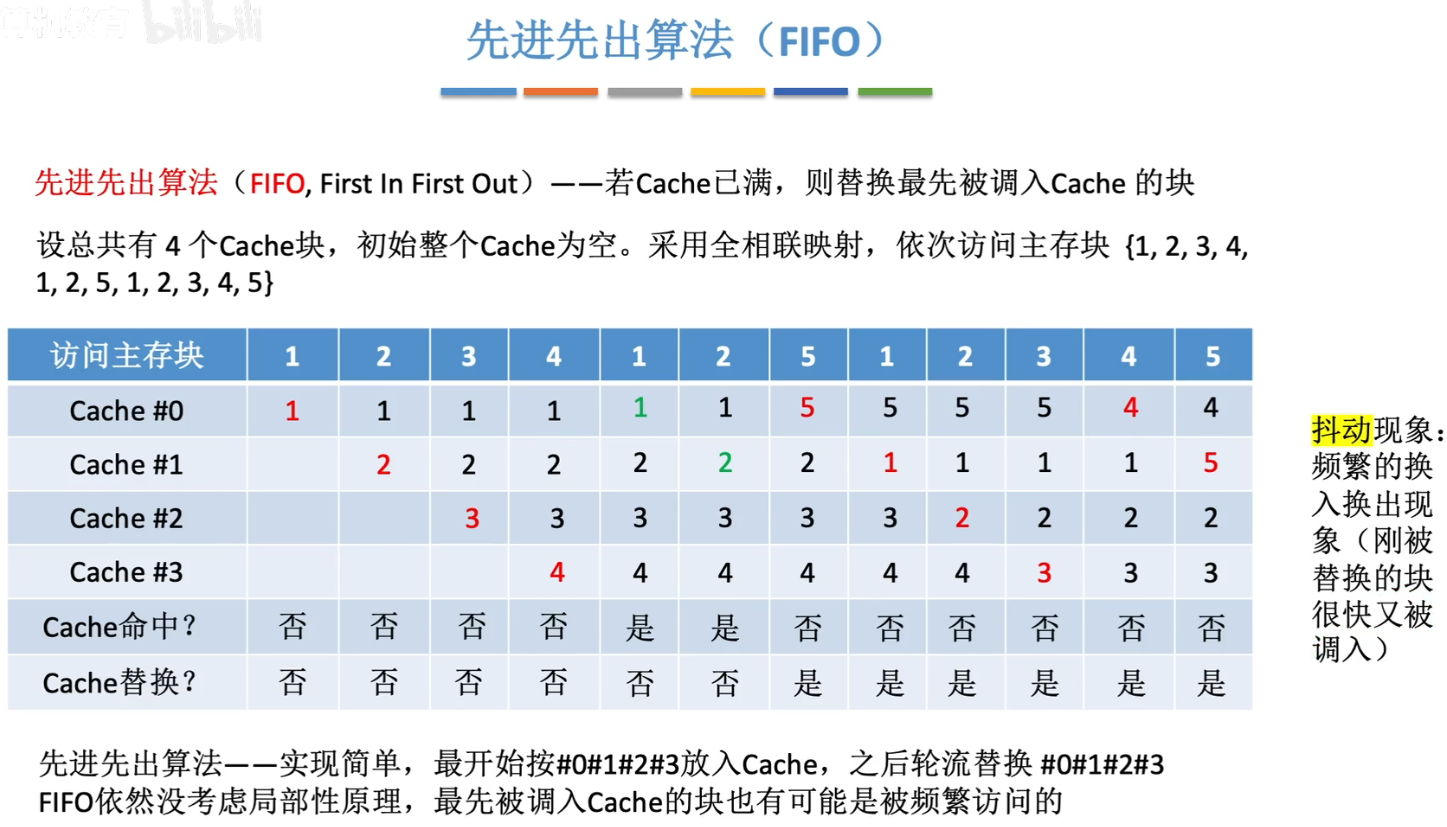 bilibili
先进先出算法（FIFO）
先进先出算法（FIFO, First In First Out）——若Cache已满，则替换最先被调入Cache 的块
设总共有 4 个Cache块，初始整个Cache为空。采用全相联映射，依次访问主存块 {1, 2, 3, 4,
1, 2, 5, 1, 2, 3, 4, 5}
访问主存块 1 2 3 4 1 2 5 1 2 3 4 5
Cache #0 1 1 1 1 1 1 5 5 5 5 4 4
Cache #1 2 2 2 2 2 2 1 1 1 1 5
Cache #2 3 3 3 3 3 3 2 2 2 2
Cache #3 4 4 4 4 4 4 3 3 3
Cache命中？ 否 否 否 否 是 是 否 否 否 否 否 否
Cache替换？ 否 否 否 否 否 否 是 是 是 是 是 是
抖动现象：
频繁的换
入换出现
象（刚被
替换的块
很快又被
调入）
先进先出算法——实现简单，最开始按#0#1#2#3放入Cache，之后轮流替换 #0#1#2#3
FIFO依然没考虑局部性原理，最先被调入Cache的块也有可能是被频繁访问的